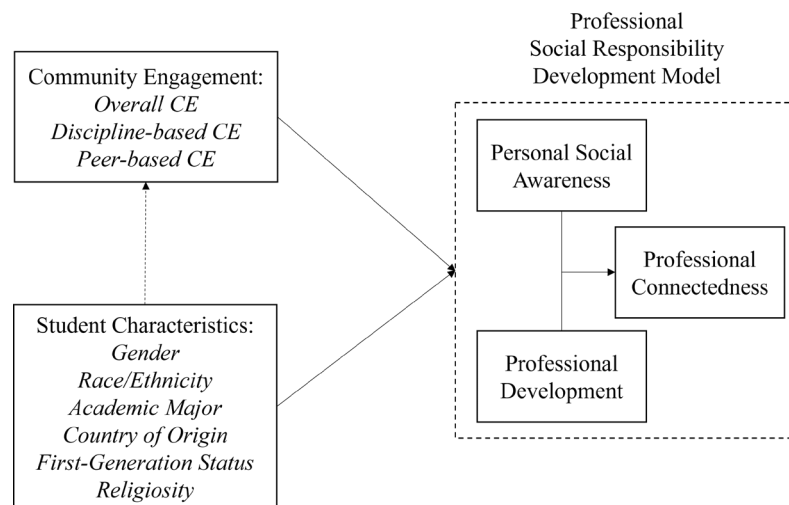 Professional
Social Responsibility
Development Model
Community Engagement:
Overall CE
Discipline-based CE
Peer-based CE
Personal Social
Awareness
Professional
Connectedness
Professional
Development
Student Characteristics:
Gender
Race/Ethnicity
Academic Major
Country of Origin
First-Generation Status
Religiosity